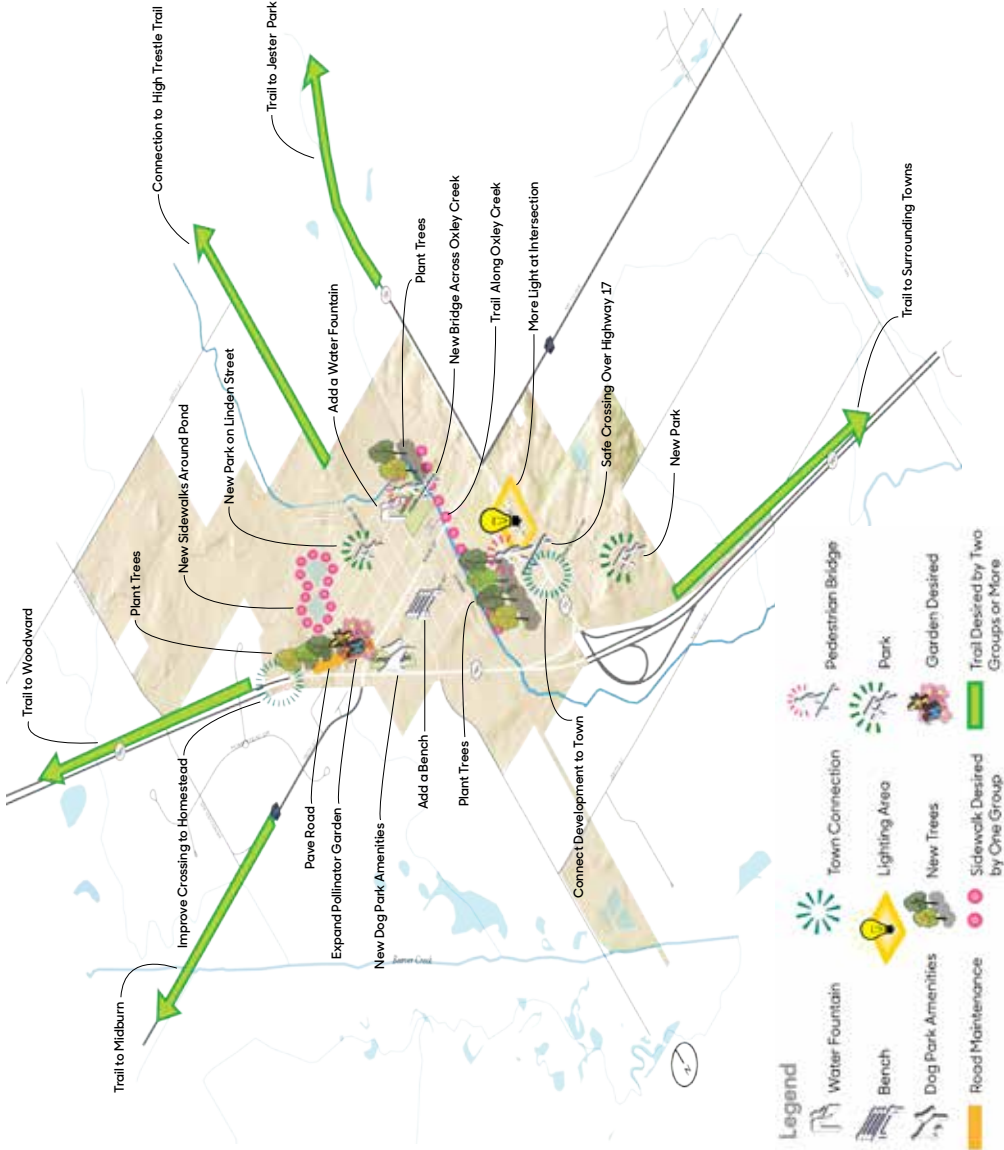 Trail to Woodward
Connection to High Trestle Trail
Trail to Jester Park
Plant Trees
New Sidewalks Around Pond
New Park on Linden Street
Add a Water Fountain
Plant Trees
New Bridge Across Oxley Creek
Trail Along Oxley Creek
More Light at Intersection
Safe Crossing Over Highway 17
New Park
Trail to Surrounding Towns
Trail to Midburn
Improve Crossing to Homestead
Pave Road
Expand Pollinator Garden
New Dog Park Amenities
Add a Bench
Plant Trees
Connect Development to Town
Beaver Creek
N
Legend
Water Fountain
Bench
Dog Park Amenities
Road Maintenance
Town Connection
Lighting Area
New Trees
Sidewalk Desired
by One Group
Pedestrian Bridge
Park
Garden Desired
Trail Desired by Two
Groups or More